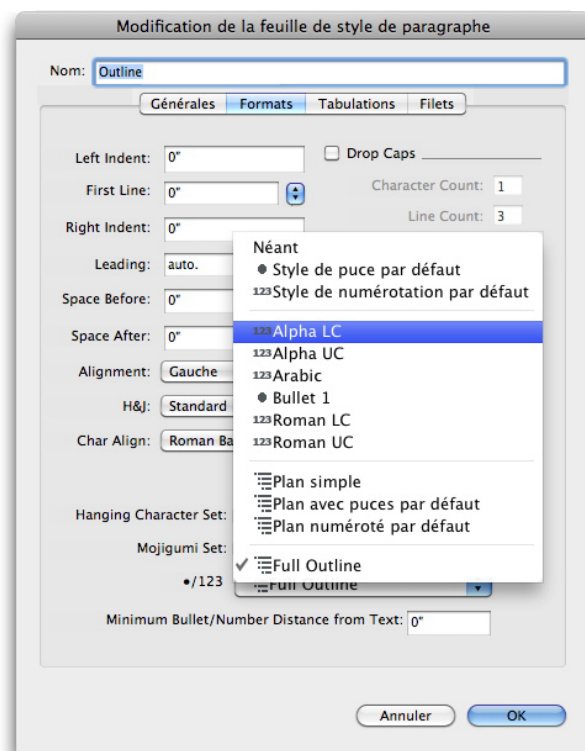 Modification de la feuille de style de paragraphe
Nom: Outline
Générales Formats Tabulations Filets
Left Indent: 0"
Drop Caps
First Line: 0"
Character Count: 1
Right Indent: 0"
Line Count: 3
Leading: auto.
Space Before: 0"
Space After: 0"
Alignment: Gauche
H&J: Standard
Char Align: Roman Ba
Néant
Style de puce par défaut
123 Style de numérotation par défaut
123 Alpha LC
123 Alpha UC
123 Arabic
Bullet 1
123 Roman LC
123 Roman UC
Plan simple
Plan avec puces par défaut
Plan numéroté par défaut
Full Outline
Hanging Character Set:
Mojigumi Set:
•/123 Full Outline
Minimum Bullet/Number Distance from Text: 0"
Annuler OK